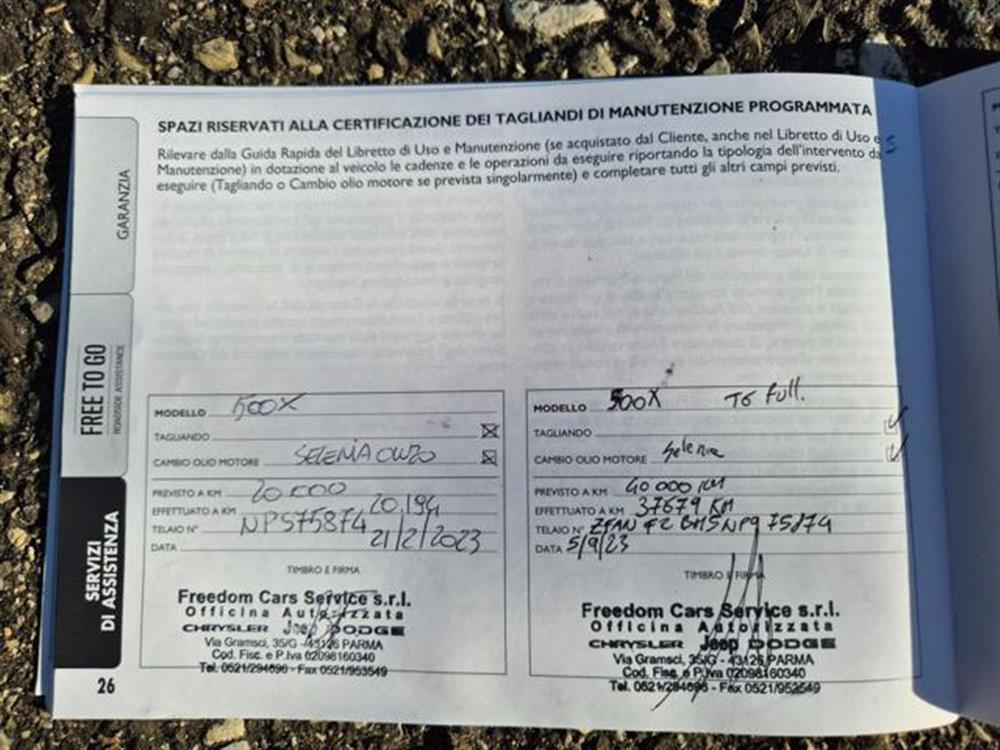 SPAZI RISERVATI ALLA CERTIFICAZIONE DEI TAGLIANDI DI MANUTENZIONE PROGRAMMATA
Rilevare dalla Guida Rapida del Libretto di Uso e Manutenzione (se acquistato dal Cliente, anche nel Libretto di Uso e
Manutenzione) in dotazione al veicolo le cadenze e le operazioni da eseguire riportando la tipologia dell'intervento da
eseguire (Tagliando o Cambio olio motore se prevista singolarmente) e completare tutti gli altri campi previsti.
GARANZIA
FREE TO GO
ROADSIDE ASSISTANCE
SERVIZI
DI ASSISTENZA
26
MODELLO 500X
TAGLIANDO
CAMBIO OLIO MOTORE SELENIA 0W20
PREVISTO A KM 20000
EFFETTUATO A KM 20.194
TELAIO N° NP575874
DATA 21/2/2023
TIMBRO E FIRMA
Freedom Cars Service s.r.l.
Officina Autorizzata
CHRYSLER Jeep DODGE
Via Gramsci, 35/G - 43126 PARMA
Cod. Fisc. e P.Iva 02098160340
Tel. 0521/294696 - Fax 0521/953549
MODELLO 500X TG Full.
TAGLIANDO
CAMBIO OLIO MOTORE Selenia
PREVISTO A KM 40 000 KM
EFFETTUATO A KM 37679 KM
TELAIO N°
DATA 5/9/23
TIMBRO E FIRMA
Freedom Cars Service s.r.l.
Officina Autorizzata
CHRYSLER Jeep DODGE
Via Gramsci, 35/G - 43126 PARMA
Cod. Fisc. e P.Iva 02098160340
Tel. 0521/294696 - Fax 0521/952549